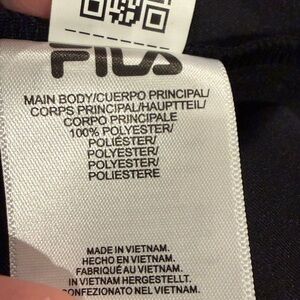 FILA
MAIN BODY/CUERPO PRINCIPAL/
CORPS PRINCIPAL/HAUPTTEIL/
CORPO PRINCIPALE
100% POLYESTER/
POLIÉSTER/
POLYESTER/
POLYESTER/
POLIESTERE
MADE IN VIETNAM.
HECHO EN VIETNAM.
FABRIQUÉ AU VIETNAM.
IN VIETNAM HERGESTELLT.
CONFEZIONATO NEL VIETNAM.